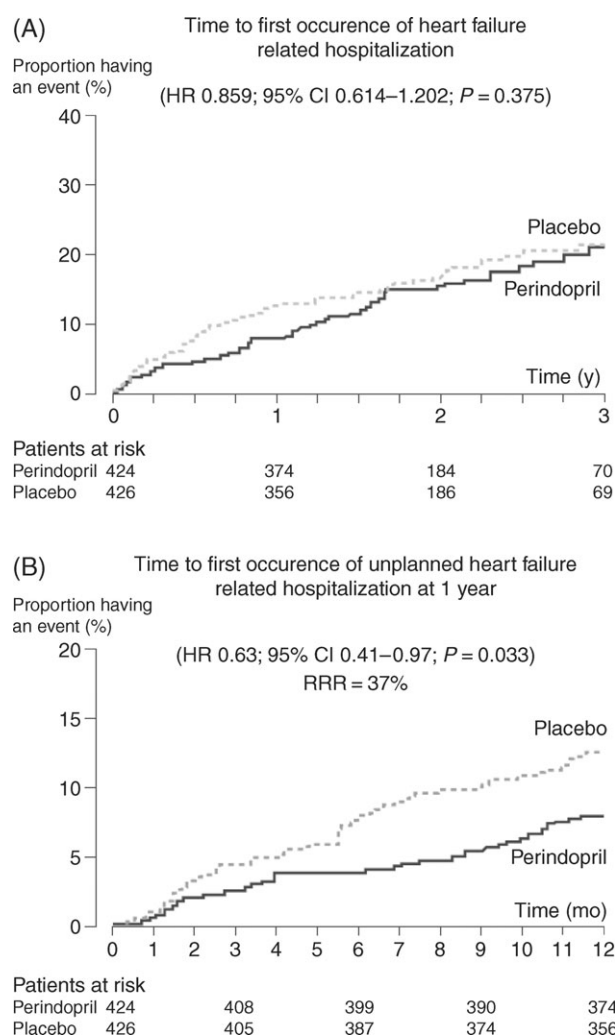 (A)
Time to first occurence of heart failure
related hospitalization
Proportion having
an event (%)
(HR 0.859; 95% CI 0.614–1.202; P = 0.375)
40
30
20
10
0
Placebo
Perindopril
Time (y)
0 1 2 3
Patients at risk
Perindopril 424 374 184 70
Placebo 426 356 186 69
(B)
Time to first occurence of unplanned heart failure
related hospitalization at 1 year
Proportion having
an event (%)
(HR 0.63; 95% CI 0.41–0.97; P = 0.033)
RRR = 37%
20
15
10
5
0
Placebo
Perindopril
Time (mo)
0 1 2 3 4 5 6 7 8 9 10 11 12
Patients at risk
Perindopril 424 408 399 390 374
Placebo 426 405 387 374 356